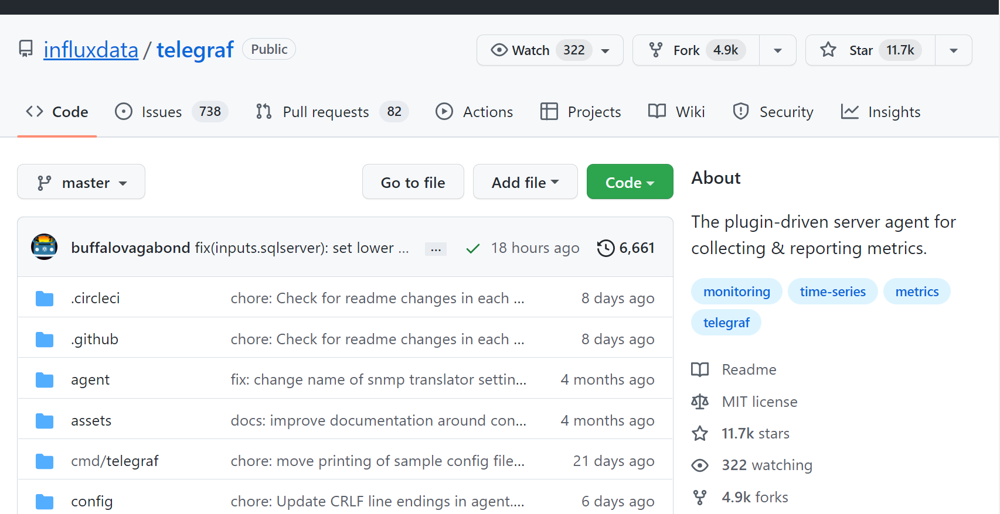 influxdata / telegraf Public
Watch 322
Fork 4.9k
Star 11.7k
Code
Issues 738
Pull requests 82
Actions
Projects
Wiki
Security
Insights
master
Go to file
Add file
Code
buffalovagabond fix(inputs.sqlserver): set lower ... ... 18 hours ago 6,661
.circleci chore: Check for readme changes in each ... 8 days ago
.github chore: Check for readme changes in each ... 8 days ago
agent fix: change name of snmp translator settin... 4 months ago
assets docs: improve documentation around con... 4 months ago
cmd/telegraf chore: move printing of sample config file... 21 days ago
config chore: Update CRLF line endings in agent.... 6 days ago
About
The plugin-driven server agent for
collecting & reporting metrics.
monitoring time-series metrics
telegraf
Readme
MIT license
11.7k stars
322 watching
4.9k forks